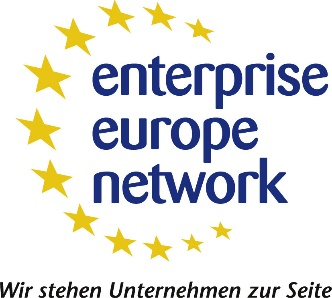 enterprise
europe
network
Wir stehen Unternehmen zur Seite